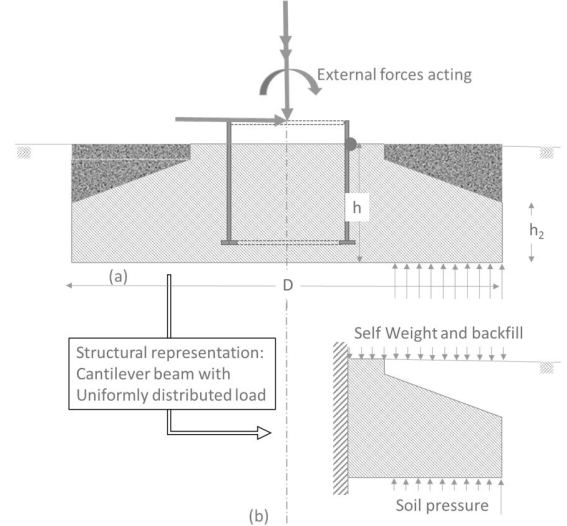 External forces acting
h
h₂
(a)
D
Self Weight and backfill
Structural representation:
Cantilever beam with
Uniformly distributed load
Soil pressure
(b)